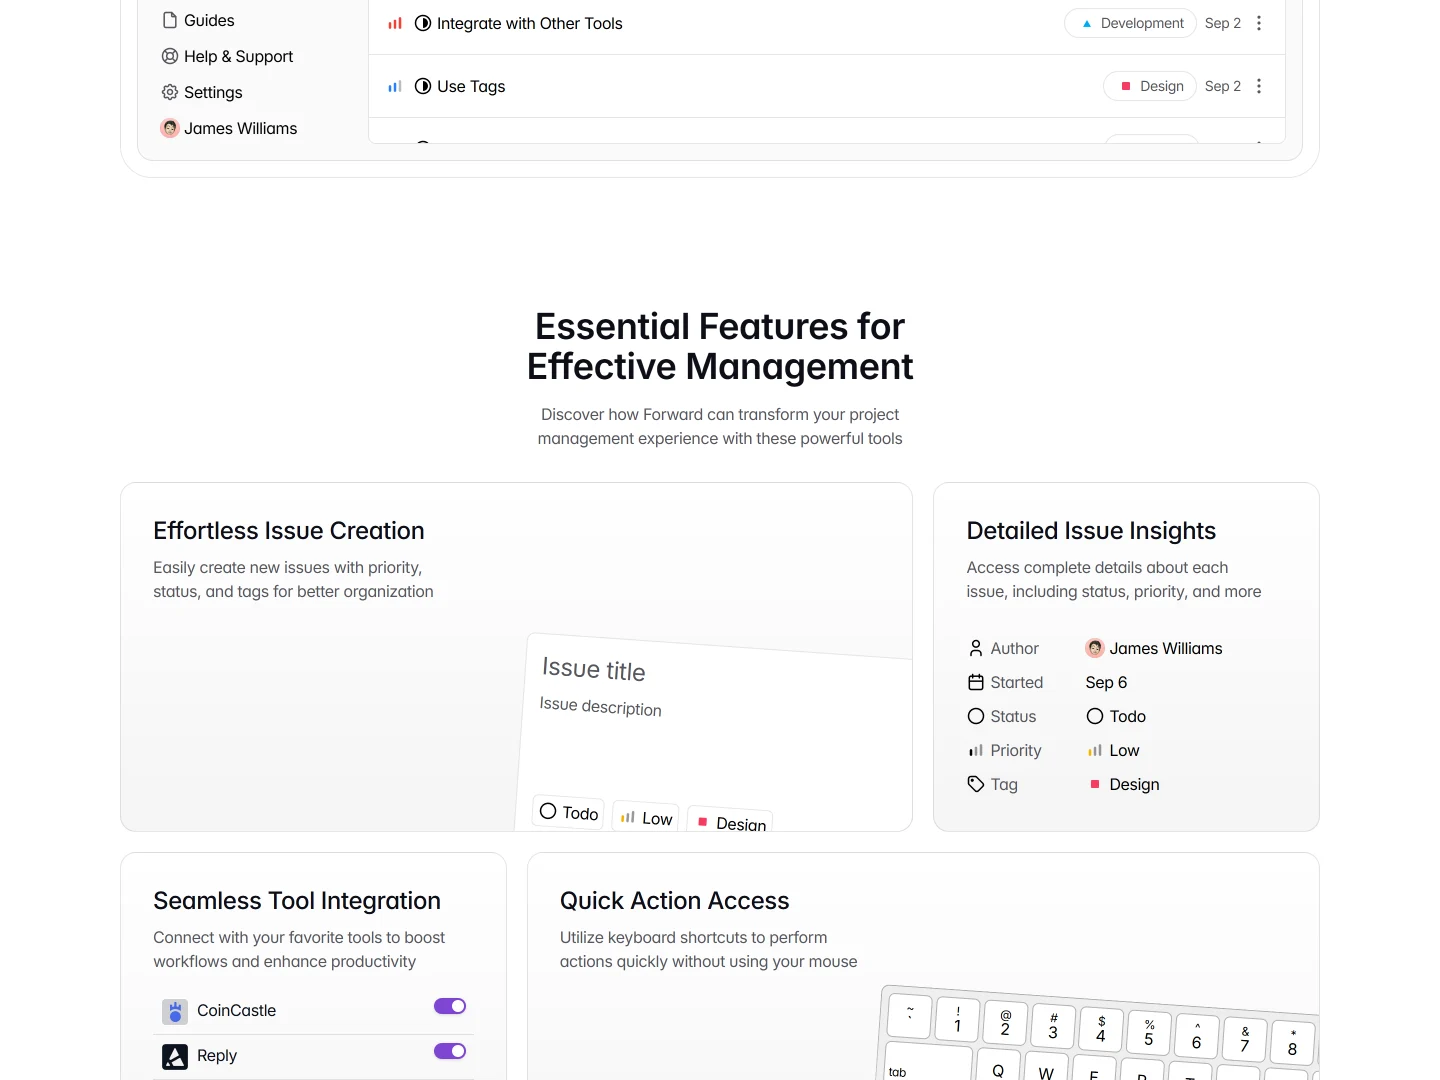 Guides
Help & Support
Settings
James Williams
Integrate with Other Tools
Development
Sep 2
Use Tags
Design
Sep 2
Essential Features for
Effective Management
Discover how Forward can transform your project
management experience with these powerful tools
Effortless Issue Creation
Easily create new issues with priority,
status, and tags for better organization
Issue title
Issue description
Todo
Low
Design
Detailed Issue Insights
Access complete details about each
issue, including status, priority, and more
Author
James Williams
Started
Sep 6
Status
Todo
Priority
Low
Tag
Design
Seamless Tool Integration
Connect with your favorite tools to boost
workflows and enhance productivity
CoinCastle
Reply
Quick Action Access
Utilize keyboard shortcuts to perform
actions quickly without using your mouse
~ ! @ # $ % ^ & *
` 1 2 3 4 5 6 7 8
tab Q W E R T